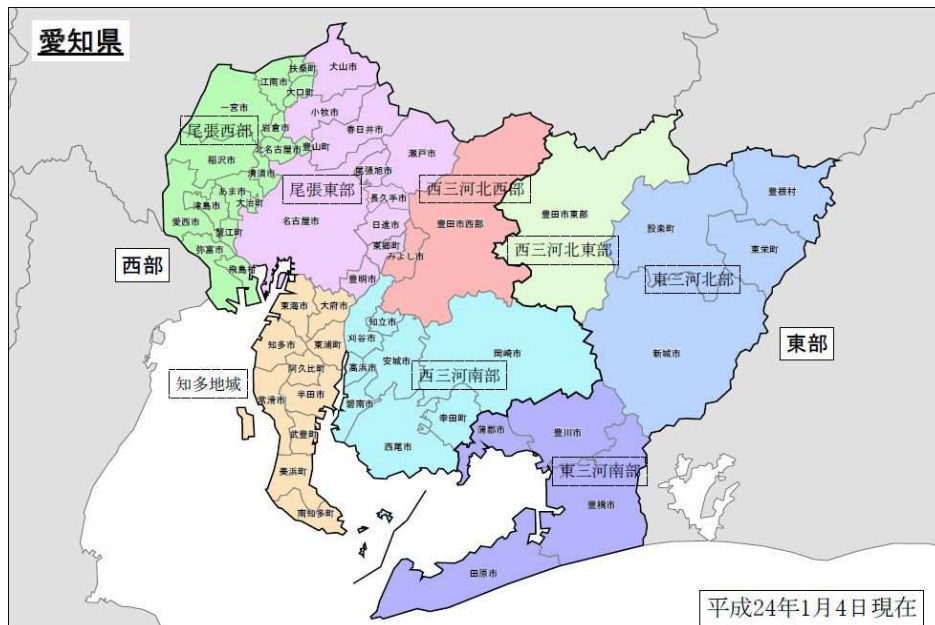 愛知県
扶桑町
犬山市
江南市
大口町
一宮市
小牧市
岩倉市
尾張西部
春日井市
北名古屋市
豊山町
瀬戸市
稲沢市
清須市
尾張旭市
西三河北西部
豊根村
あま市
尾張東部
長久手市
津島市
大治町
豊田市東部
愛西市
名古屋市
日進市
豊田市西部
設楽町
蟹江町
東郷町
東栄町
弥富市
みよし市
西三河北東部
西部
飛島村
豊明市
東三河北部
東海市
大府市
知立市
知多市
東浦町
刈谷市
岡崎市
東部
安城市
新城市
阿久比町
高浜市
西三河南部
知多地域
半田市
常滑市
碧南市
幸田町
武豊町
蒲郡市
豊川市
西尾市
美浜町
東三河南部
豊橋市
南知多町
田原市
平成24年1月4日現在